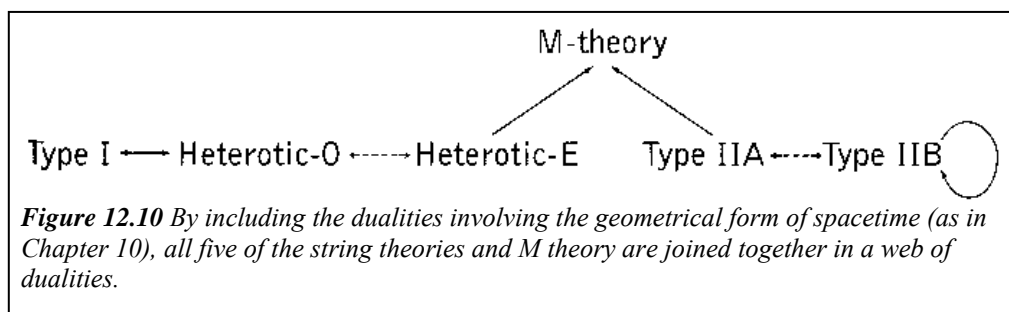 M-theory
Type I Heterotic-O Heterotic-E Type IIA Type IIB
Figure 12.10 By including the dualities involving the geometrical form of spacetime (as in
Chapter 10), all five of the string theories and M theory are joined together in a web of
dualities.